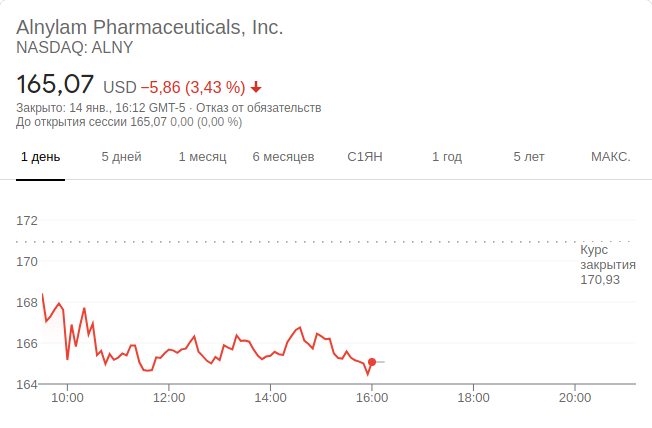 Alnylam Pharmaceuticals, Inc.
NASDAQ: ALNY
165,07 USD −5,86 (3,43 %)
Закрыто: 14 янв., 16:12 GMT-5 · Отказ от обязательств
До открытия сессии 165,07 0,00 (0,00 %)
1 день 5 дней 1 месяц 6 месяцев С1ЯН 1 год 5 лет МАКС.
172
170
168
166
164
Курс
закрытия
170,93
10:00 12:00 14:00 16:00 18:00 20:00